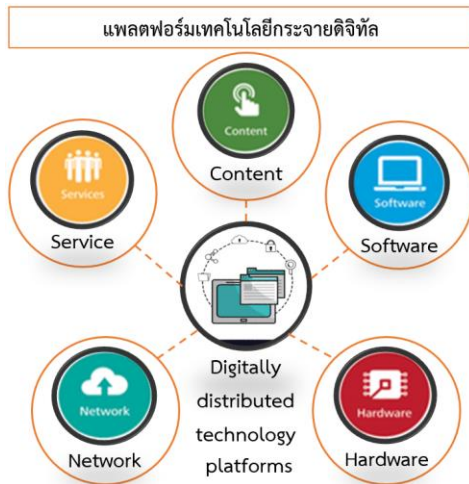 แพลตฟอร์มเทคโนโลยีกระจายดิจิทัล
Content
Content
Services
Service
Software
Software
Digitally
distributed
technology
platforms
Network
Network
Hardware
Hardware